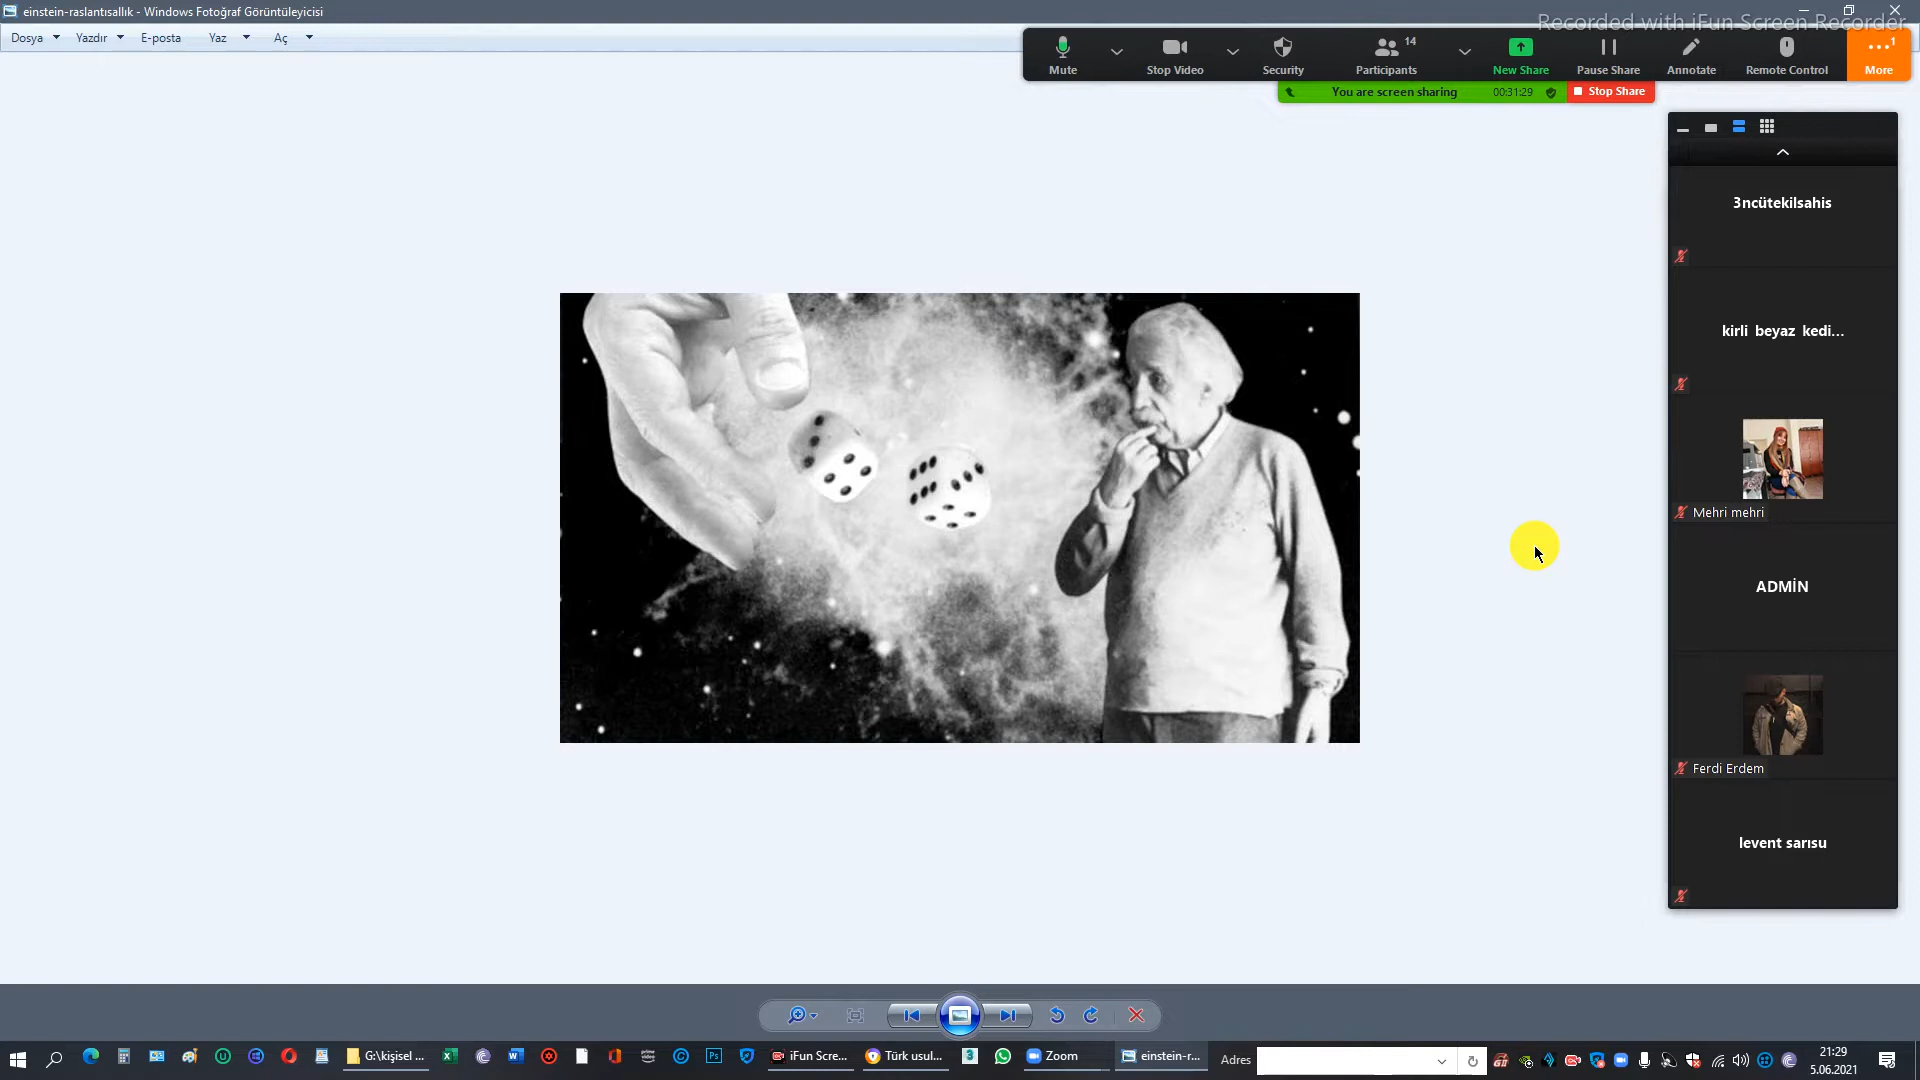 einstein-raslantısallık - Windows Fotoğraf Görüntüleyicisi
Recorded with iFun Screen Recorder
Dosya Yazdır E-posta Yaz Aç
14
1
Mute Stop Video Security Participants New Share Pause Share Annotate Remote Control More
You are screen sharing 00:31:29 Stop Share
3ncütekilsahis
kirli beyaz kedi...
Mehri mehri
ADMİN
Ferdi Erdem
levent sarısu
G:\kişisel ... iFun Scre... Türk usul... Zoom einstein-r... Adres
21:29
5.06.2021